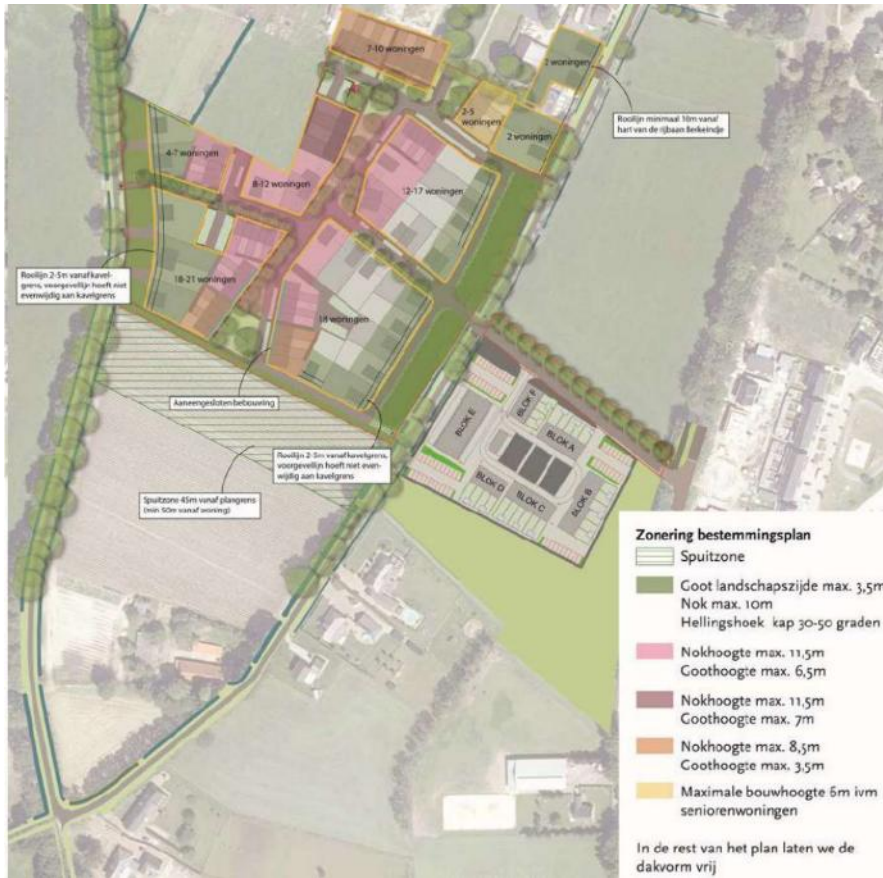 7-10 woningen
2 woningen
2-5
woningen
2 woningen
Rooilijn minimaal 10m vanaf
hart van de rijbaan Berkeindje
4-7 woningen
8-12 woningen
12-17 woningen
Rooilijn 2-5m vanaf kavel-
grens, voorgevellijn hoeft niet
evenwijdig aan kavelgrens
18-21 woningen
18 woningen
Aaneengesloten bebouwing
Rooilijn 2-5m vanaf kavelgrens,
voorgevellijn hoeft niet even-
wijdig aan kavelgrens
Spuitzone 45m vanaf plangrens
(min 50m vanaf woning)
BLOK F
BLOK E
BLOK A
BLOK D
BLOK C
BLOK B
Zonering bestemmingsplan
Spuitzone
Goot landschapszijde max. 3,5m
Nok max. 10m
Hellingshoek kap 30-50 graden
Nokhoogte max. 11,5m
Goothoogte max. 6,5m
Nokhoogte max. 11,5m
Goothoogte max. 7m
Nokhoogte max. 8,5m
Goothoogte max. 3,5m
Maximale bouwhoogte 6m ivm
seniorenwoningen
In de rest van het plan laten we de
dakvorm vrij